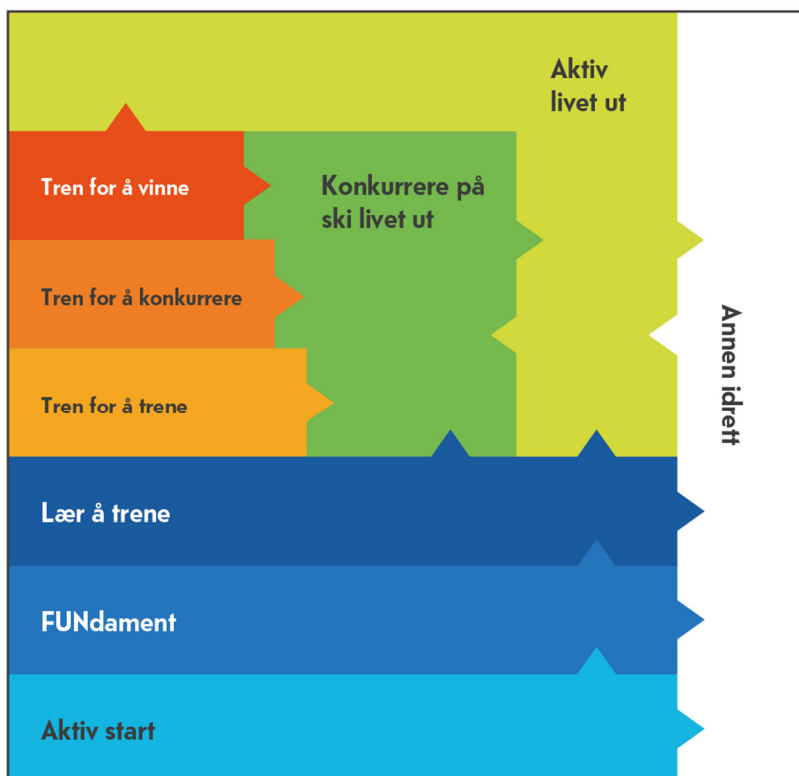 Aktiv
livet ut
Tren for å vinne
Konkurrere på
ski livet ut
Tren for å konkurrere
Annen idrett
Tren for å trene
Lær å trene
FUNdament
Aktiv start